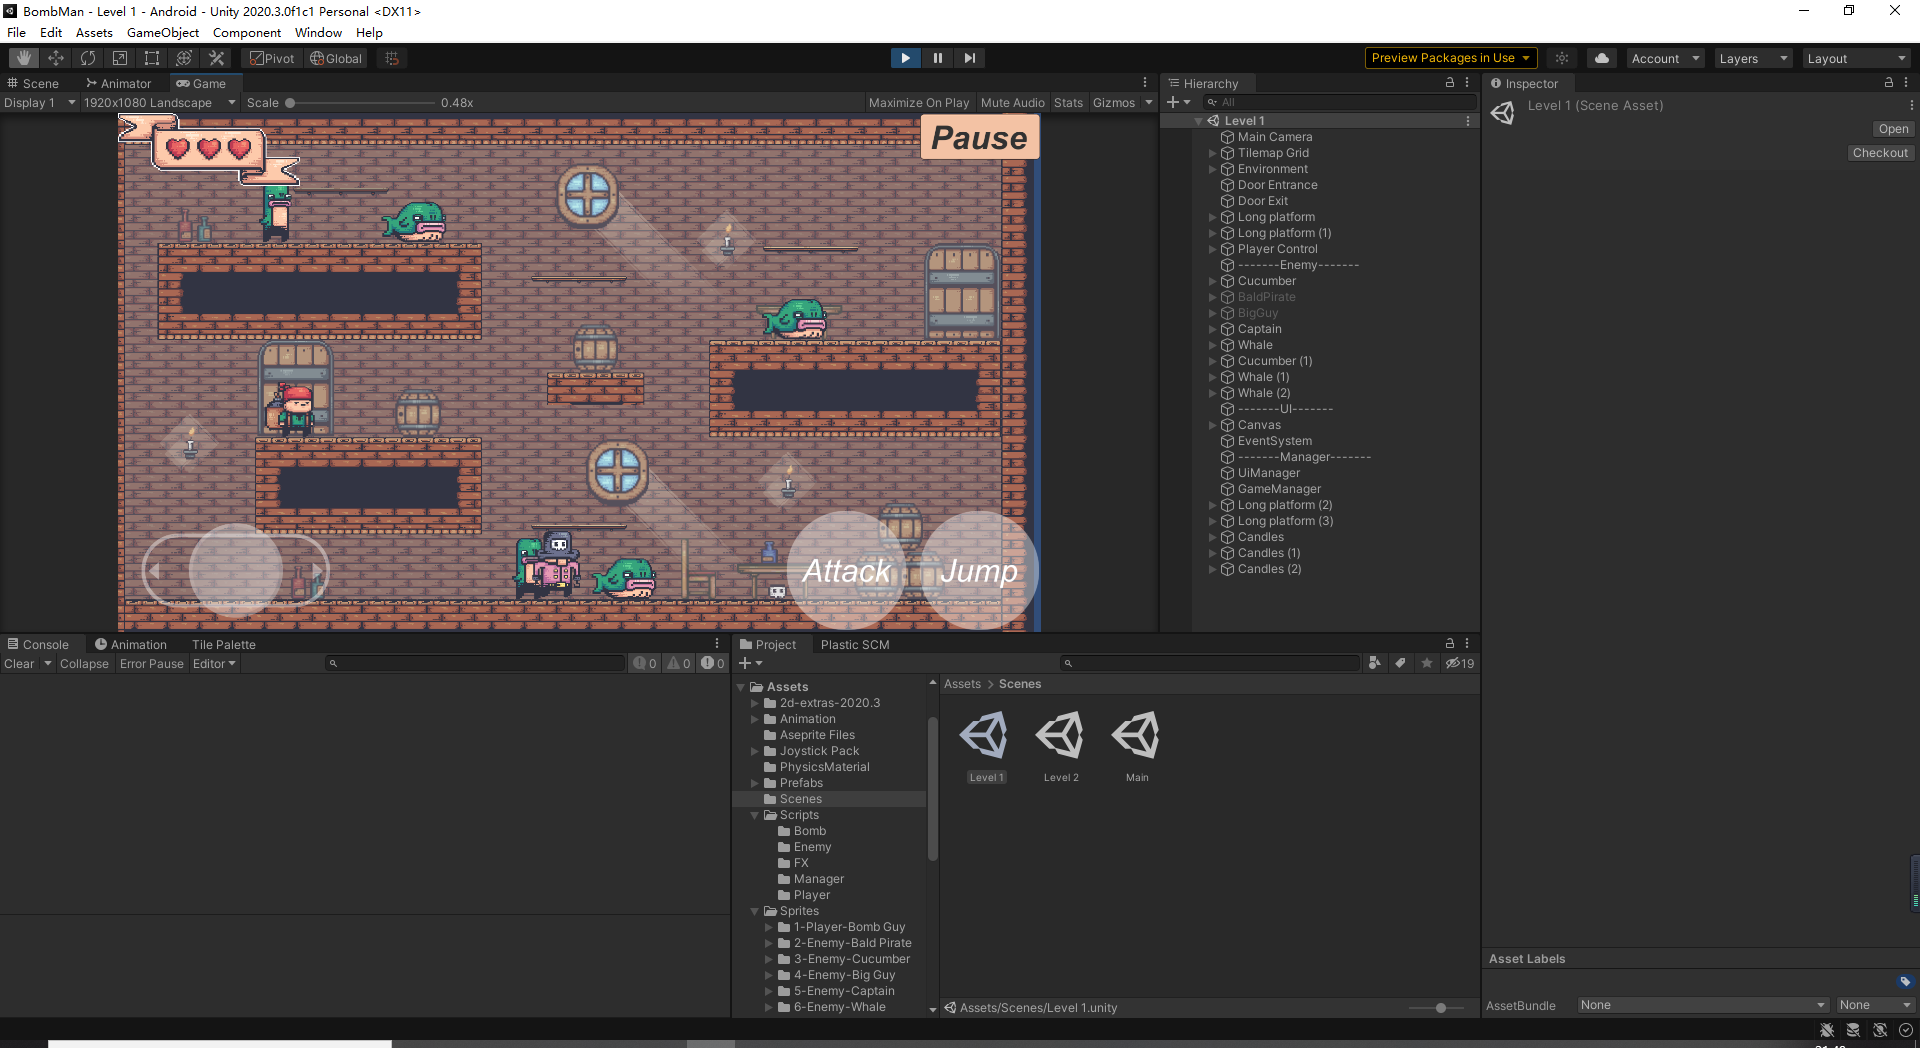 BombMan - Level 1 - Android - Unity 2020.3.0f1c1 Personal <DX11>
File Edit Assets GameObject Component Window Help
Pivot Global
Preview Packages in Use
Account
Layers
Layout
Scene Animator Game
Display 1 1920x1080 Landscape Scale 0.48x Maximize On Play Mute Audio Stats Gizmos
Pause
Attack
Jump
Hierarchy
All
Level 1
Main Camera
Tilemap Grid
Environment
Door Entrance
Door Exit
Long platform
Long platform (1)
Player Control
-------Enemy-------
Cucumber
BaldPirate
BigGuy
Captain
Whale
Cucumber (1)
Whale (1)
Whale (2)
-------UI-------
Canvas
EventSystem
-------Manager-------
UiManager
GameManager
Long platform (2)
Long platform (3)
Candles
Candles (1)
Candles (2)
Inspector
Level 1 (Scene Asset)
Open
Checkout
Console Animation Tile Palette
Clear Collapse Error Pause Editor 0 0 0
Project Plastic SCM
19
Assets
2d-extras-2020.3
Animation
Aseprite Files
Joystick Pack
PhysicsMaterial
Prefabs
Scenes
Scripts
Bomb
Enemy
FX
Manager
Player
Sprites
1-Player-Bomb Guy
2-Enemy-Bald Pirate
3-Enemy-Cucumber
4-Enemy-Big Guy
5-Enemy-Captain
6-Enemy-Whale
Assets > Scenes
Level 1
Level 2
Main
Assets/Scenes/Level 1.unity
Asset Labels
AssetBundle None None